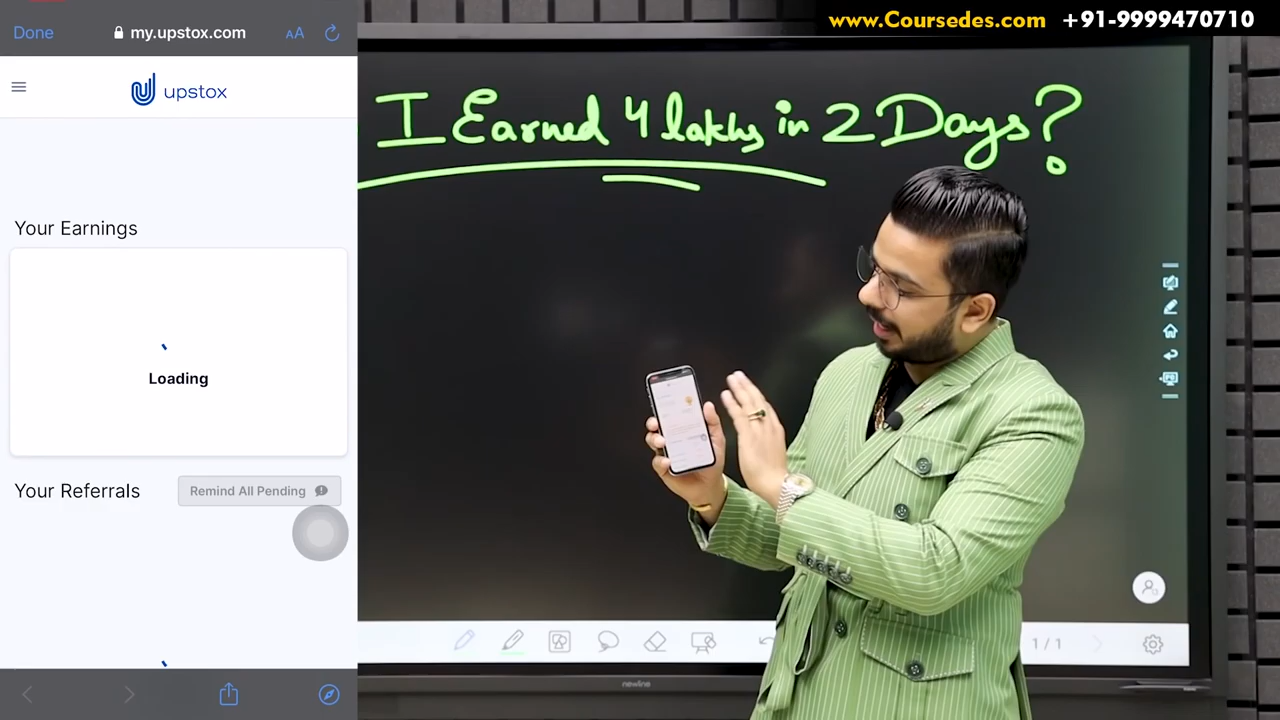 www.Coursedes.com +91-9999470710
Done
my.upstox.com
AA
upstox
I Earned 4 lakhs in 2 Days?
Your Earnings
Loading
Your Referrals
Remind All Pending
1 / 1
newline